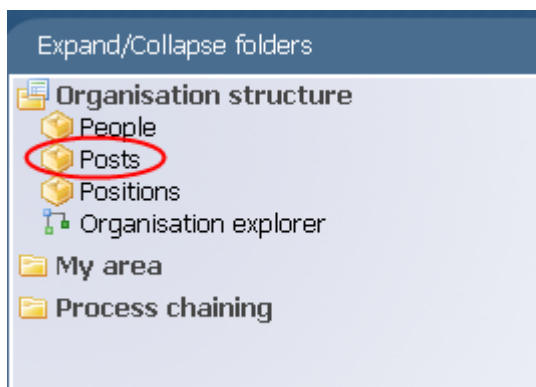 Expand/Collapse folders
Organisation structure
People
Posts
Positions
Organisation explorer
My area
Process chaining